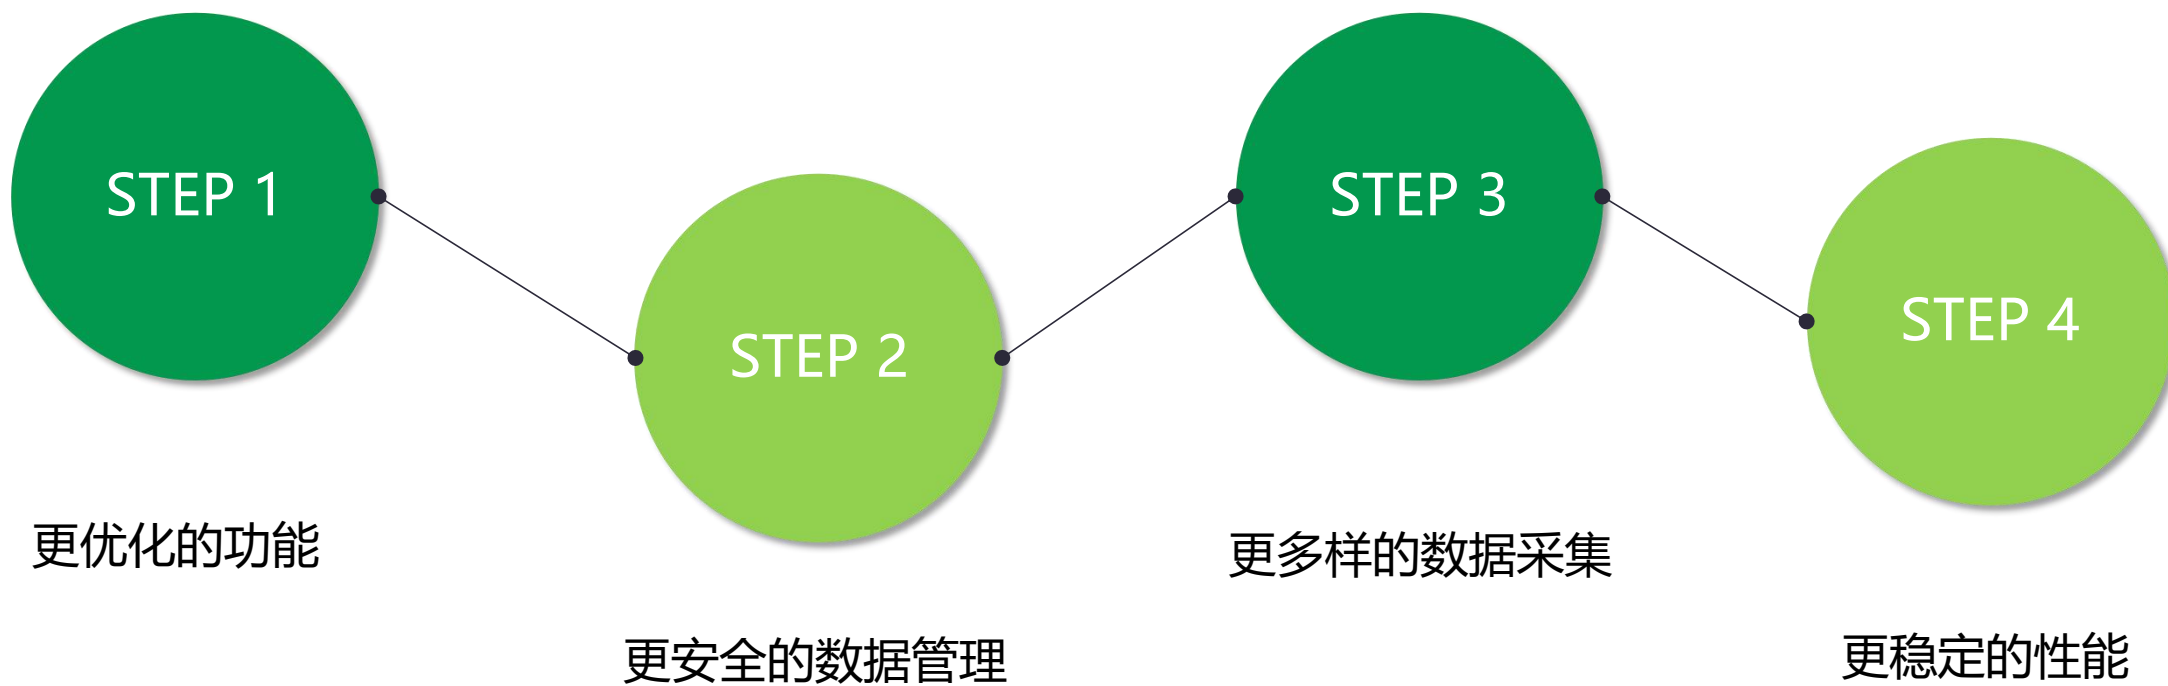 STEP 1
更优化的功能
STEP 2
更安全的数据管理
STEP 3
更多样的数据采集
STEP 4
更稳定的性能